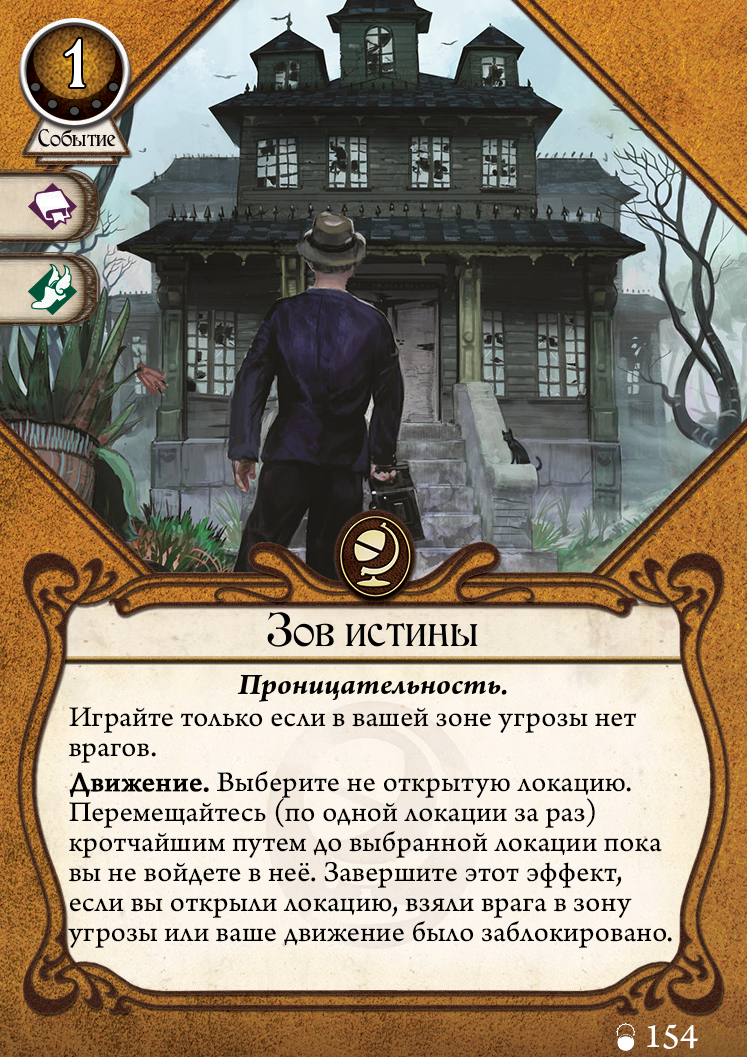 1
Событие
Зов истины
Проницательность.
Играйте только если в вашей зоне угрозы нет
врагов.
Движение. Выберите не открытую локацию.
Перемещайтесь (по одной локации за раз)
кротчайшим путем до выбранной локации пока
вы не войдете в неё. Завершите этот эффект,
если вы открыли локацию, взяли врага в зону
угрозы или ваше движение было заблокировано.
154